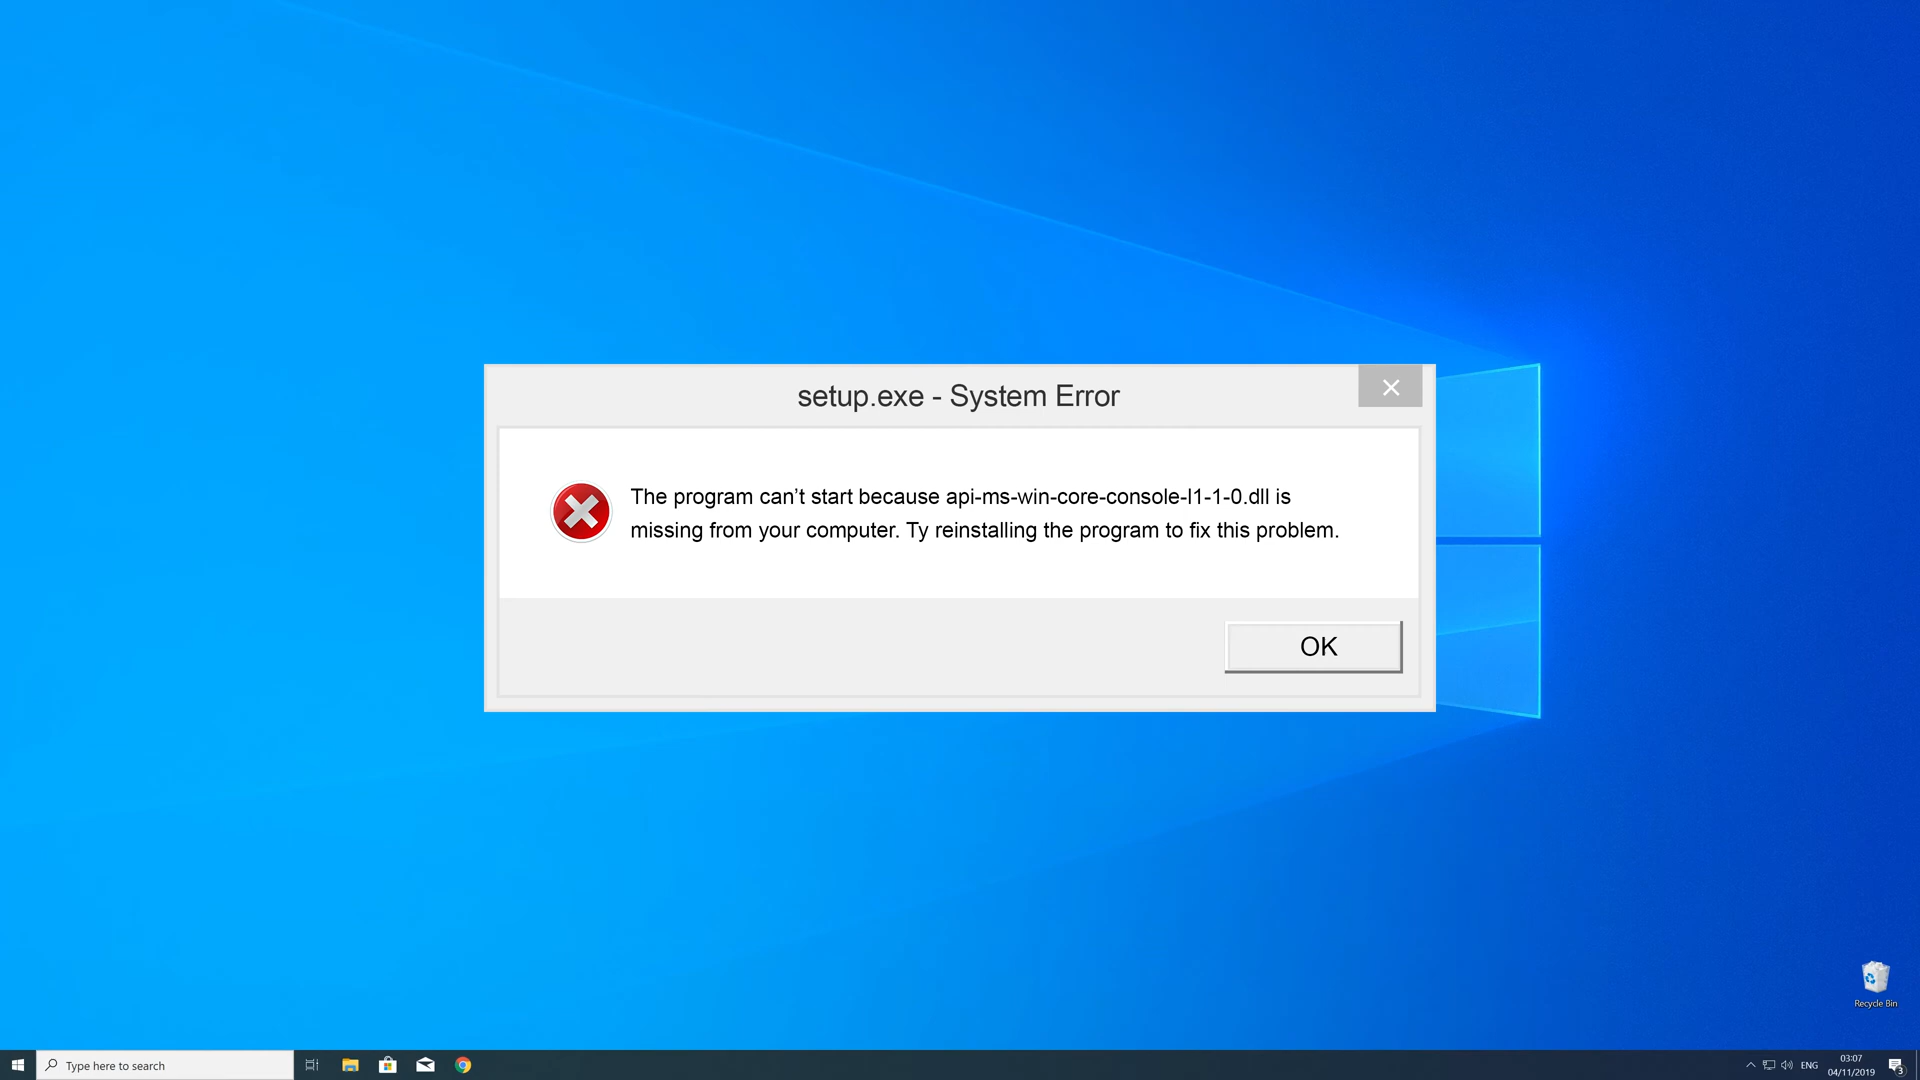 setup.exe - System Error
The program can’t start because api-ms-win-core-console-l1-1-0.dll is
missing from your computer. Ty reinstalling the program to fix this problem.
OK
Recycle Bin
Type here to search
ENG
03:07
04/11/2019
3